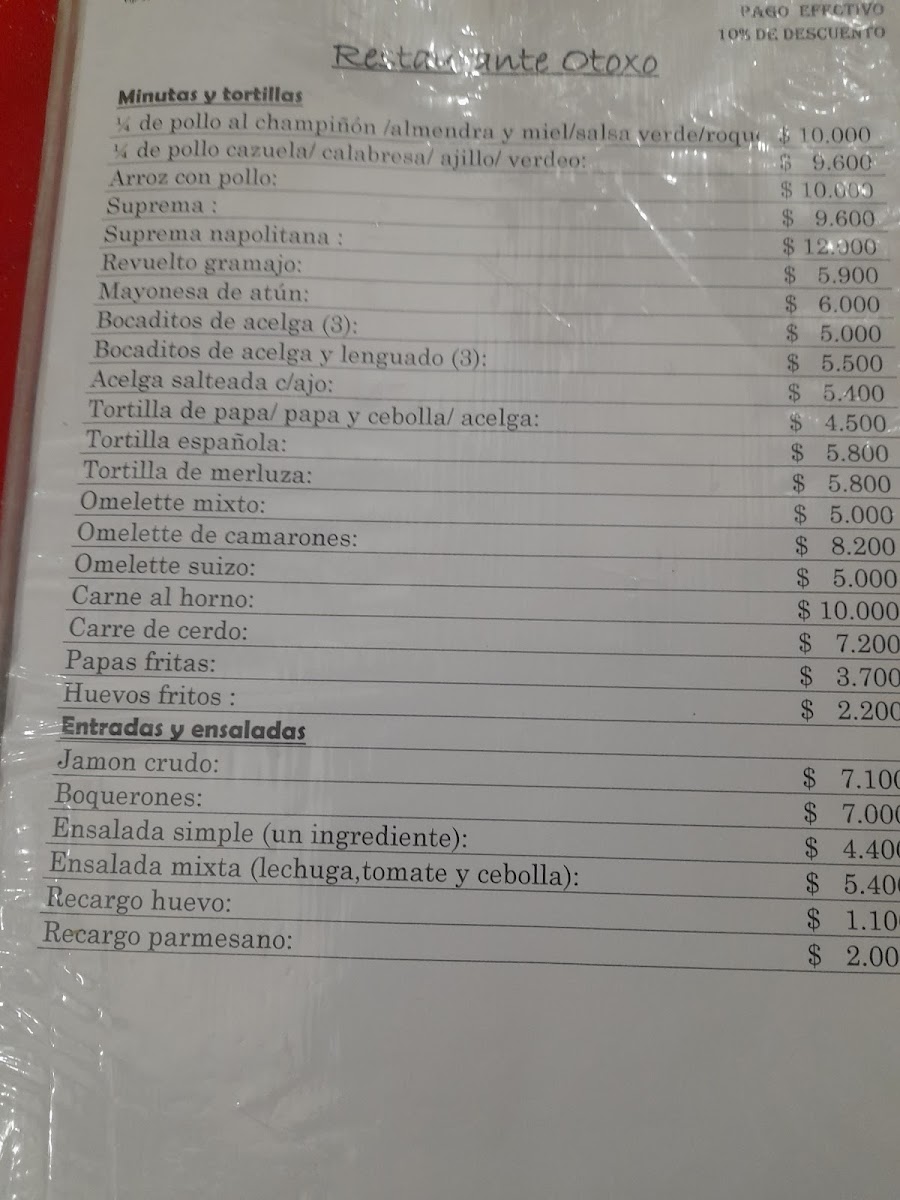 PAGO EFECTIVO
10% DE DESCUENTO
Restaurante Otoxo
Minutas y tortillas
¼ de pollo al champiñón /almendra y miel/salsa verde/roqu $ 10.000
¼ de pollo cazuela/ calabresa/ ajillo/ verdeo: $ 9.600
Arroz con pollo: $ 10.000
Suprema : $ 9.600
Suprema napolitana : $ 12.000
Revuelto gramajo: $ 5.900
Mayonesa de atún: $ 6.000
Bocaditos de acelga (3): $ 5.000
Bocaditos de acelga y lenguado (3): $ 5.500
Acelga salteada c/ajo: $ 5.400
Tortilla de papa/ papa y cebolla/ acelga: $ 4.500
Tortilla española: $ 5.800
Tortilla de merluza: $ 5.800
Omelette mixto: $ 5.000
Omelette de camarones: $ 8.200
Omelette suizo: $ 5.000
Carne al horno: $ 10.000
Carre de cerdo: $ 7.200
Papas fritas: $ 3.700
Huevos fritos : $ 2.200
Entradas y ensaladas
Jamon crudo: $ 7.100
Boquerones: $ 7.000
Ensalada simple (un ingrediente): $ 4.400
Ensalada mixta (lechuga,tomate y cebolla): $ 5.400
Recargo huevo: $ 1.10
Recargo parmesano: $ 2.00